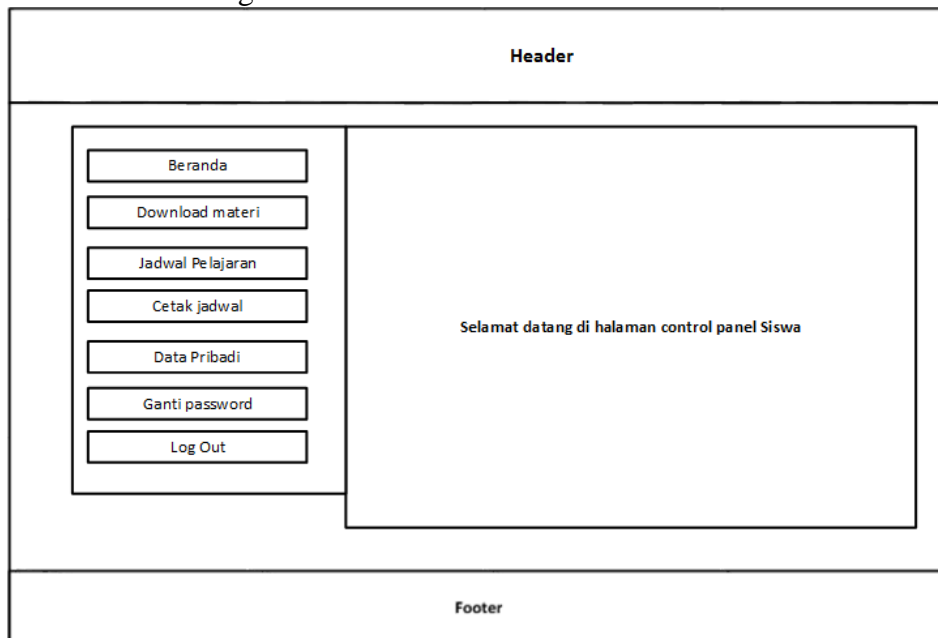 Header
Beranda
Download materi
Jadwal Pelajaran
Cetak jadwal
Data Pribadi
Ganti password
Log Out
Selamat datang di halaman control panel Siswa
Footer